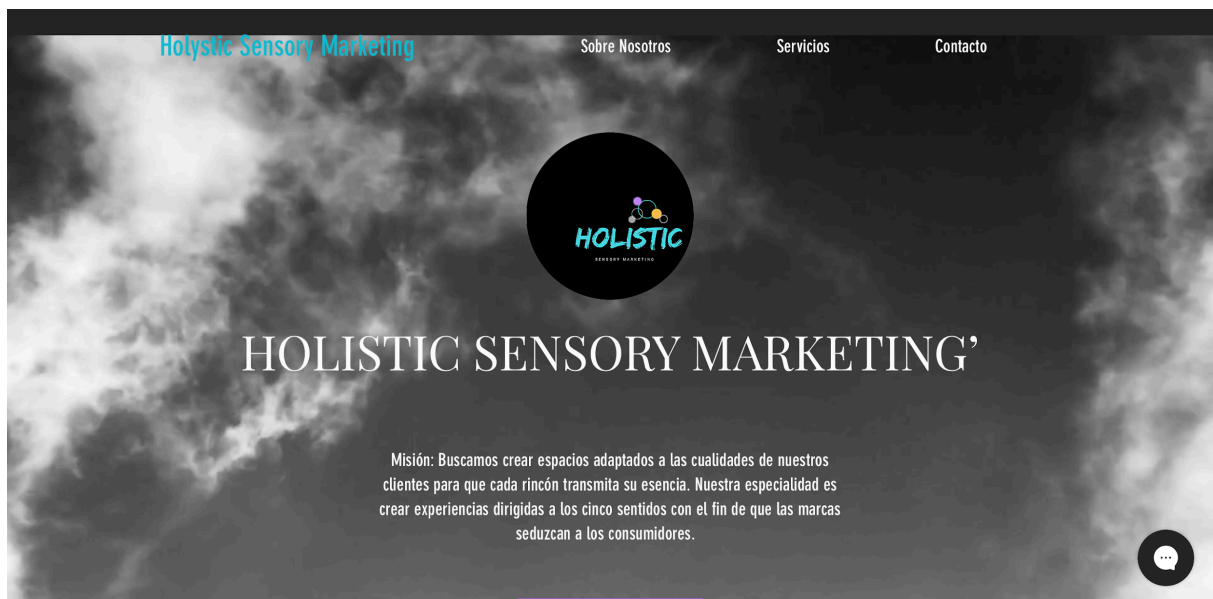 Holystic Sensory Marketing
Sobre Nosotros
Servicios
Contacto
HOLISTIC
SENSORY MARKETING
HOLISTIC SENSORY MARKETING’
Misión: Buscamos crear espacios adaptados a las cualidades de nuestros
clientes para que cada rincón transmita su esencia. Nuestra especialidad es
crear experiencias dirigidas a los cinco sentidos con el fin de que las marcas
seduzcan a los consumidores.